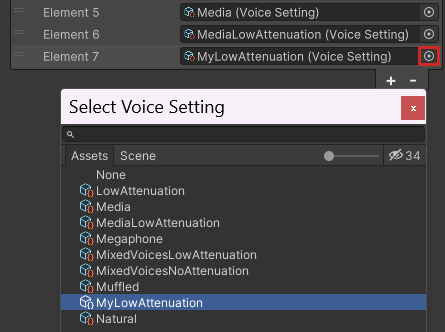 Element 5 Media (Voice Setting)
Element 6 MediaLowAttenuation (Voice Setting)
Element 7 MyLowAttenuation (Voice Setting)
+ -
Select Voice Setting x
Assets Scene 34
None
LowAttenuation
Media
MediaLowAttenuation
Megaphone
MixedVoicesLowAttenuation
MixedVoicesNoAttenuation
Muffled
MyLowAttenuation
Natural